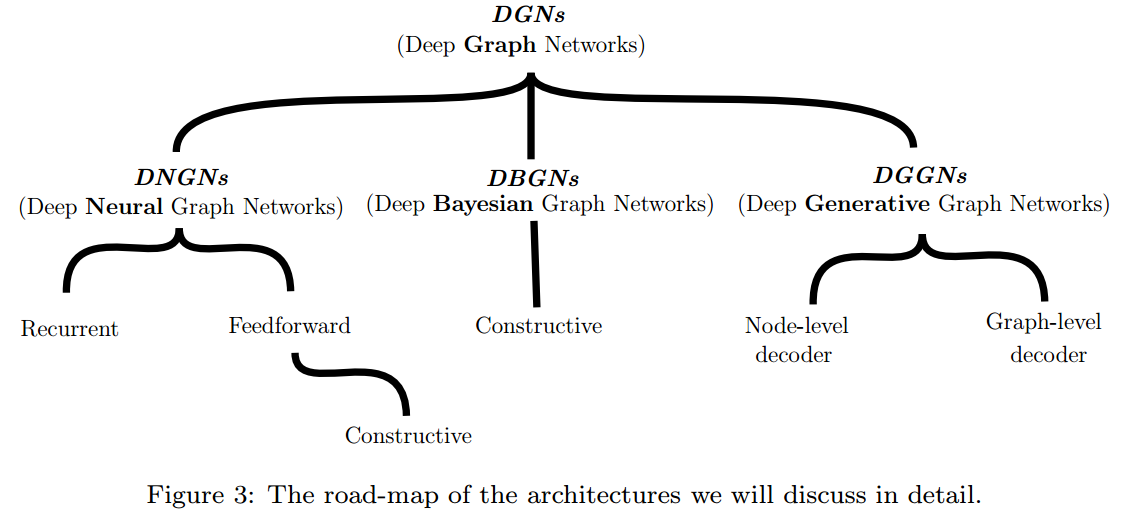 DGNs
(Deep Graph Networks)
DNGNs
(Deep Neural Graph Networks)
DBGNs
(Deep Bayesian Graph Networks)
DGGNs
(Deep Generative Graph Networks)
Recurrent
Feedforward
Constructive
Constructive
Node-level
decoder
Graph-level
decoder
Figure 3: The road-map of the architectures we will discuss in detail.